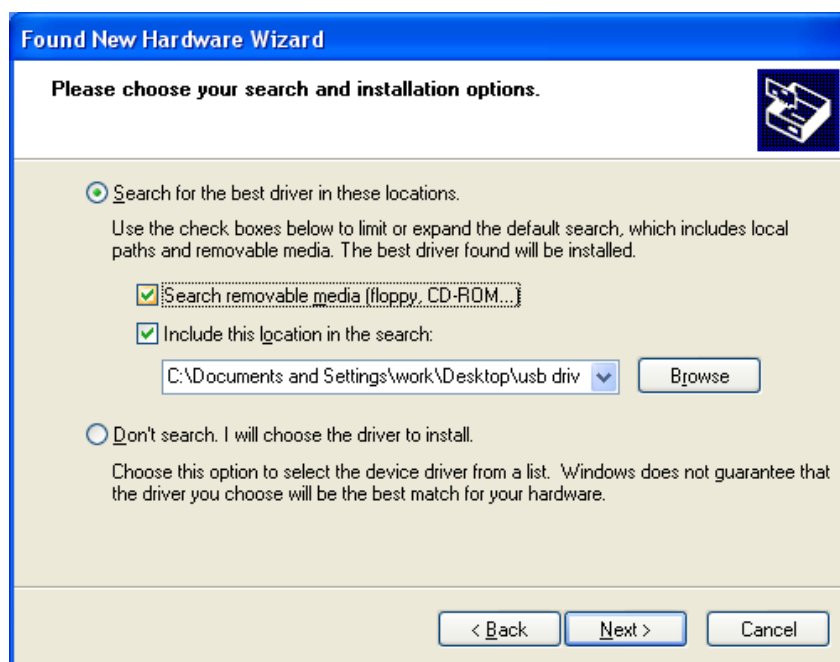 Found New Hardware Wizard
Please choose your search and installation options.
Search for the best driver in these locations.
Use the check boxes below to limit or expand the default search, which includes local
paths and removable media. The best driver found will be installed.
Search removable media (floppy, CD-ROM...)
Include this location in the search:
C:\Documents and Settings\work\Desktop\usb driv
Browse
Don't search. I will choose the driver to install.
Choose this option to select the device driver from a list. Windows does not guarantee that
the driver you choose will be the best match for your hardware.
< Back Next > Cancel